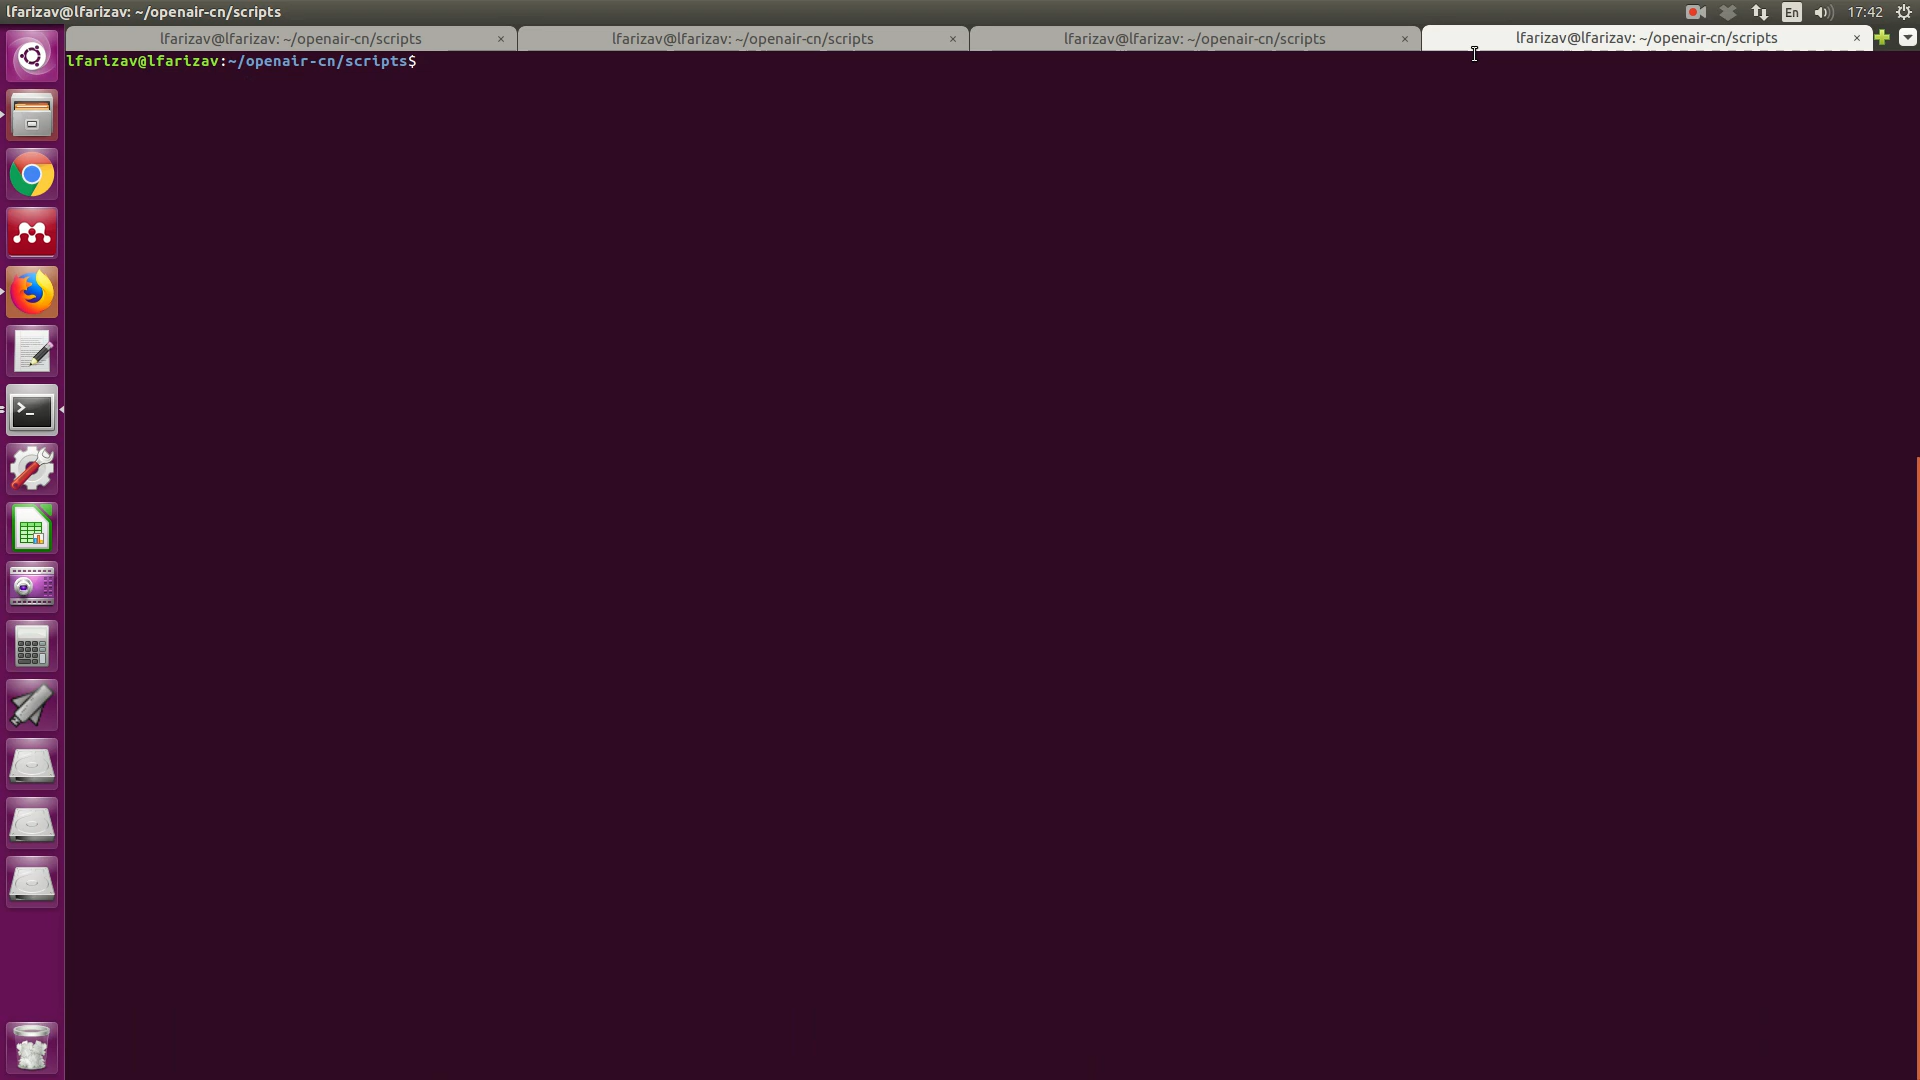 lfarizav@lfarizav: ~/openair-cn/scripts
En
17:42
lfarizav@lfarizav: ~/openair-cn/scripts ×
lfarizav@lfarizav: ~/openair-cn/scripts ×
lfarizav@lfarizav: ~/openair-cn/scripts ×
lfarizav@lfarizav: ~/openair-cn/scripts ×
lfarizav@lfarizav:~/openair-cn/scripts$